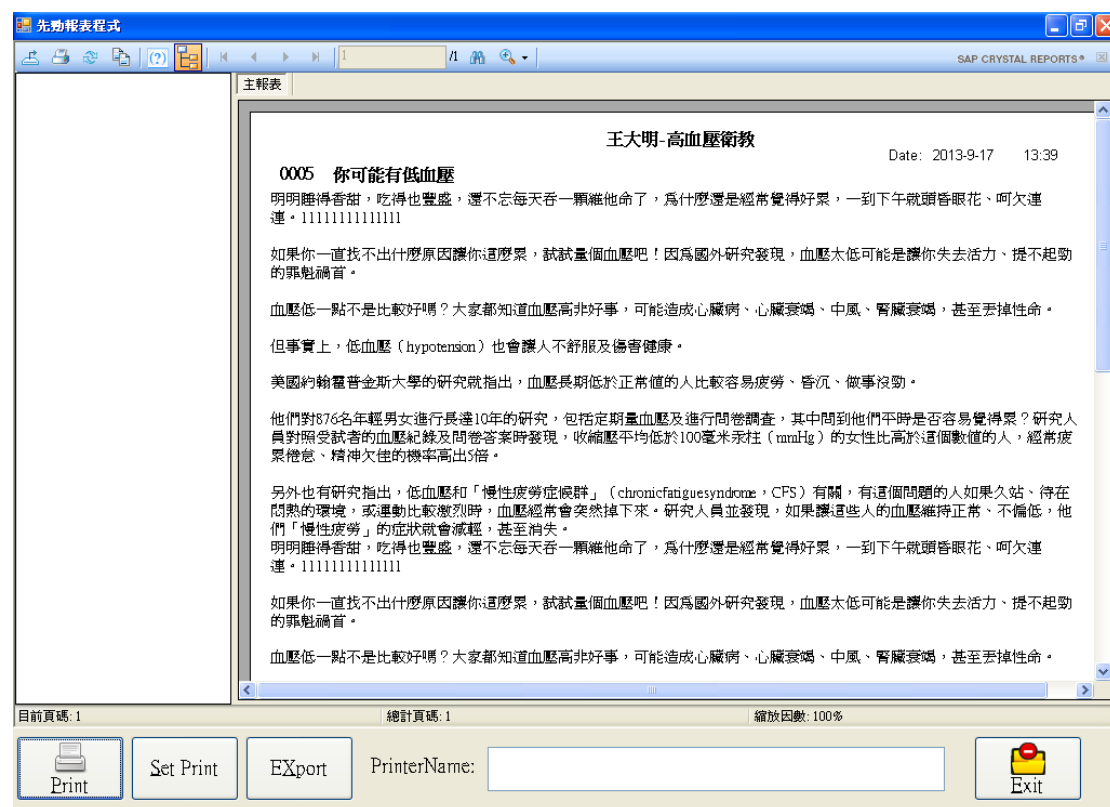 先勁報表程式
1 /1 SAP CRYSTAL REPORTS®
主報表
王大明-高血壓衛教
Date: 2013-9-17 13:39
0005 你可能有低血壓
明明睡得香甜，吃得也豐盛，還不忘每天吞一顆維他命了，為什麼還是經常覺得好累，一到下午就頭昏眼花、呵欠連
連。11111111111111
如果你一直找不出什麼原因讓你這麼累，試試量個血壓吧！因為國外研究發現，血壓太低可能是讓你失去活力、提不起勁
的罪魁禍首。
血壓低一點不是比較好嗎？大家都知道血壓高非好事，可能造成心臟病、心臟衰竭、中風、腎臟衰竭，甚至丟掉性命。
但事實上，低血壓（hypotension）也會讓人不舒服及傷害健康。
美國約翰霍普金斯大學的研究就指出，血壓長期低於正常值的人比較容易疲勞、昏沉、做事沒勁。
他們對876名年輕男女進行長達10年的研究，包括定期量血壓及進行問卷調查，其中問到他們平時是否容易覺得累？研究人
員對照受試者的血壓紀錄及問卷答案時發現，收縮壓平均低於100毫米汞柱（mmHg）的女性比高於這個數值的人，經常疲
累倦怠、精神欠佳的機率高出5倍。
另外也有研究指出，低血壓和「慢性疲勞症候群」（chronicfatiguesyndrome，CFS）有關，有這個問題的人如果久站、待在
悶熱的環境，或運動比較激烈時，血壓經常會突然掉下來。研究人員並發現，如果讓這些人的血壓維持正常、不偏低，他
們「慢性疲勞」的症狀就會減輕，甚至消失。
明明睡得香甜，吃得也豐盛，還不忘每天吞一顆維他命了，為什麼還是經常覺得好累，一到下午就頭昏眼花、呵欠連
連。11111111111111
如果你一直找不出什麼原因讓你這麼累，試試量個血壓吧！因為國外研究發現，血壓太低可能是讓你失去活力、提不起勁
的罪魁禍首。
血壓低一點不是比較好嗎？大家都知道血壓高非好事，可能造成心臟病、心臟衰竭、中風、腎臟衰竭，甚至丟掉性命。
目前頁碼: 1 總計頁碼: 1 縮放因數: 100%
Print Set Print EXport PrinterName: Exit